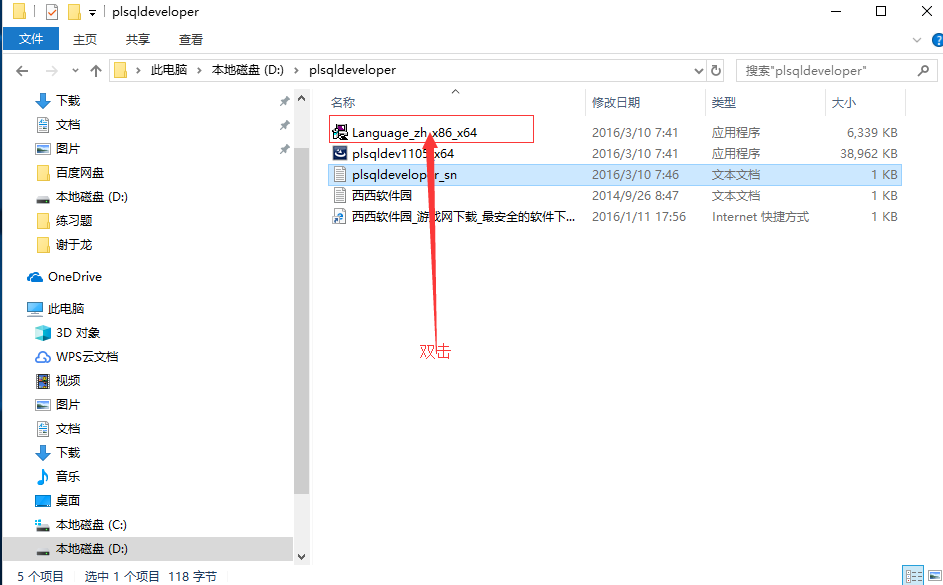 plsqldeveloper
文件 主页 共享 查看
此电脑 本地磁盘 (D:) plsqldeveloper 搜索"plsqldeveloper"
下载
文档
图片
百度网盘
本地磁盘 (D:)
练习题
谢于龙
OneDrive
此电脑
3D 对象
WPS云文档
视频
图片
文档
下载
音乐
桌面
本地磁盘 (C:)
本地磁盘 (D:)
名称 修改日期 类型 大小
Language_zh_x86_x64 2016/3/10 7:41 应用程序 6,339 KB
plsqldev1105_x64 2016/3/10 7:41 应用程序 38,962 KB
plsqldeveloper_sn 2016/3/10 7:46 文本文档 1 KB
西西软件园 2014/9/26 8:47 文本文档 1 KB
西西软件园_游戏网下载_最安全的软件下... 2016/1/11 17:56 Internet 快捷方式 1 KB
双击
5 个项目 选中 1 个项目 118 字节